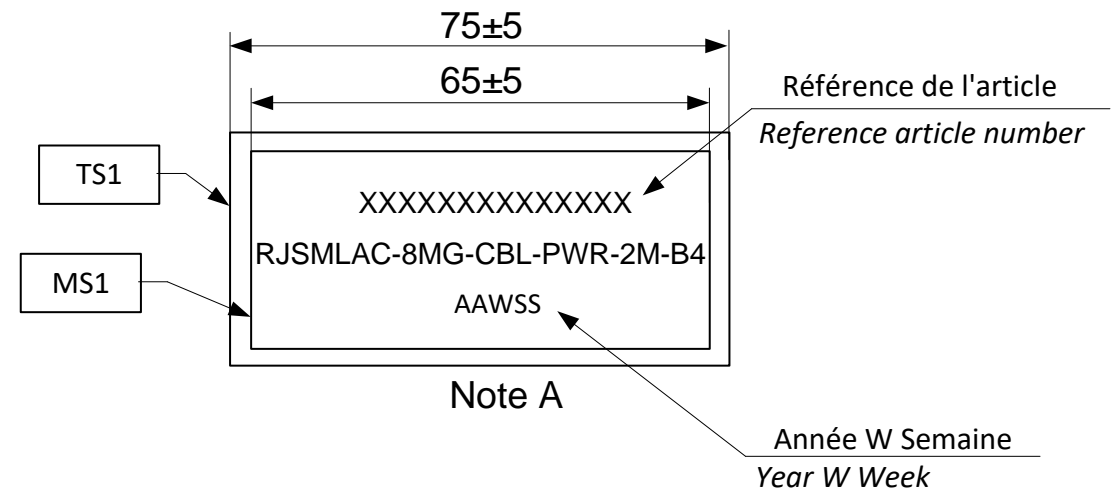 75±5
65±5
Référence de l'article
Reference article number
TS1
XXXXXXXXXXXXXX
RJSMLAC-8MG-CBL-PWR-2M-B4
MS1
AAWSS
Note A
Année W Semaine
Year W Week